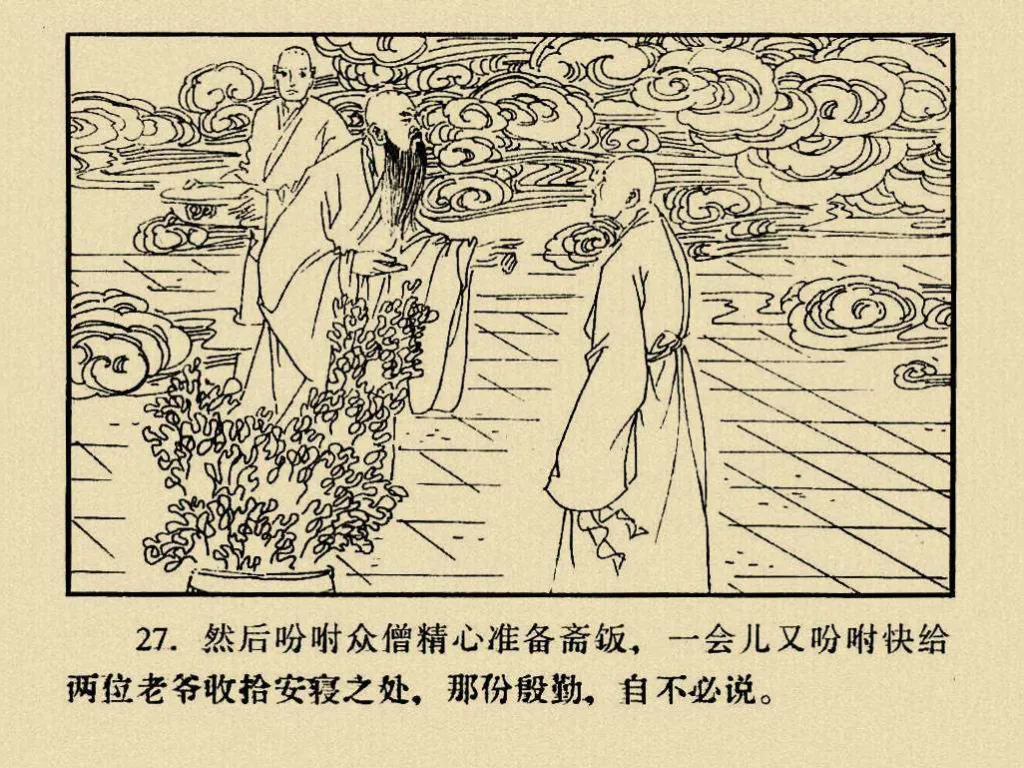 27. 然后吩咐众僧精心准备斋饭，一会儿又吩咐快给
两位老爷收拾安寝之处，那份殷勤，自不必说。